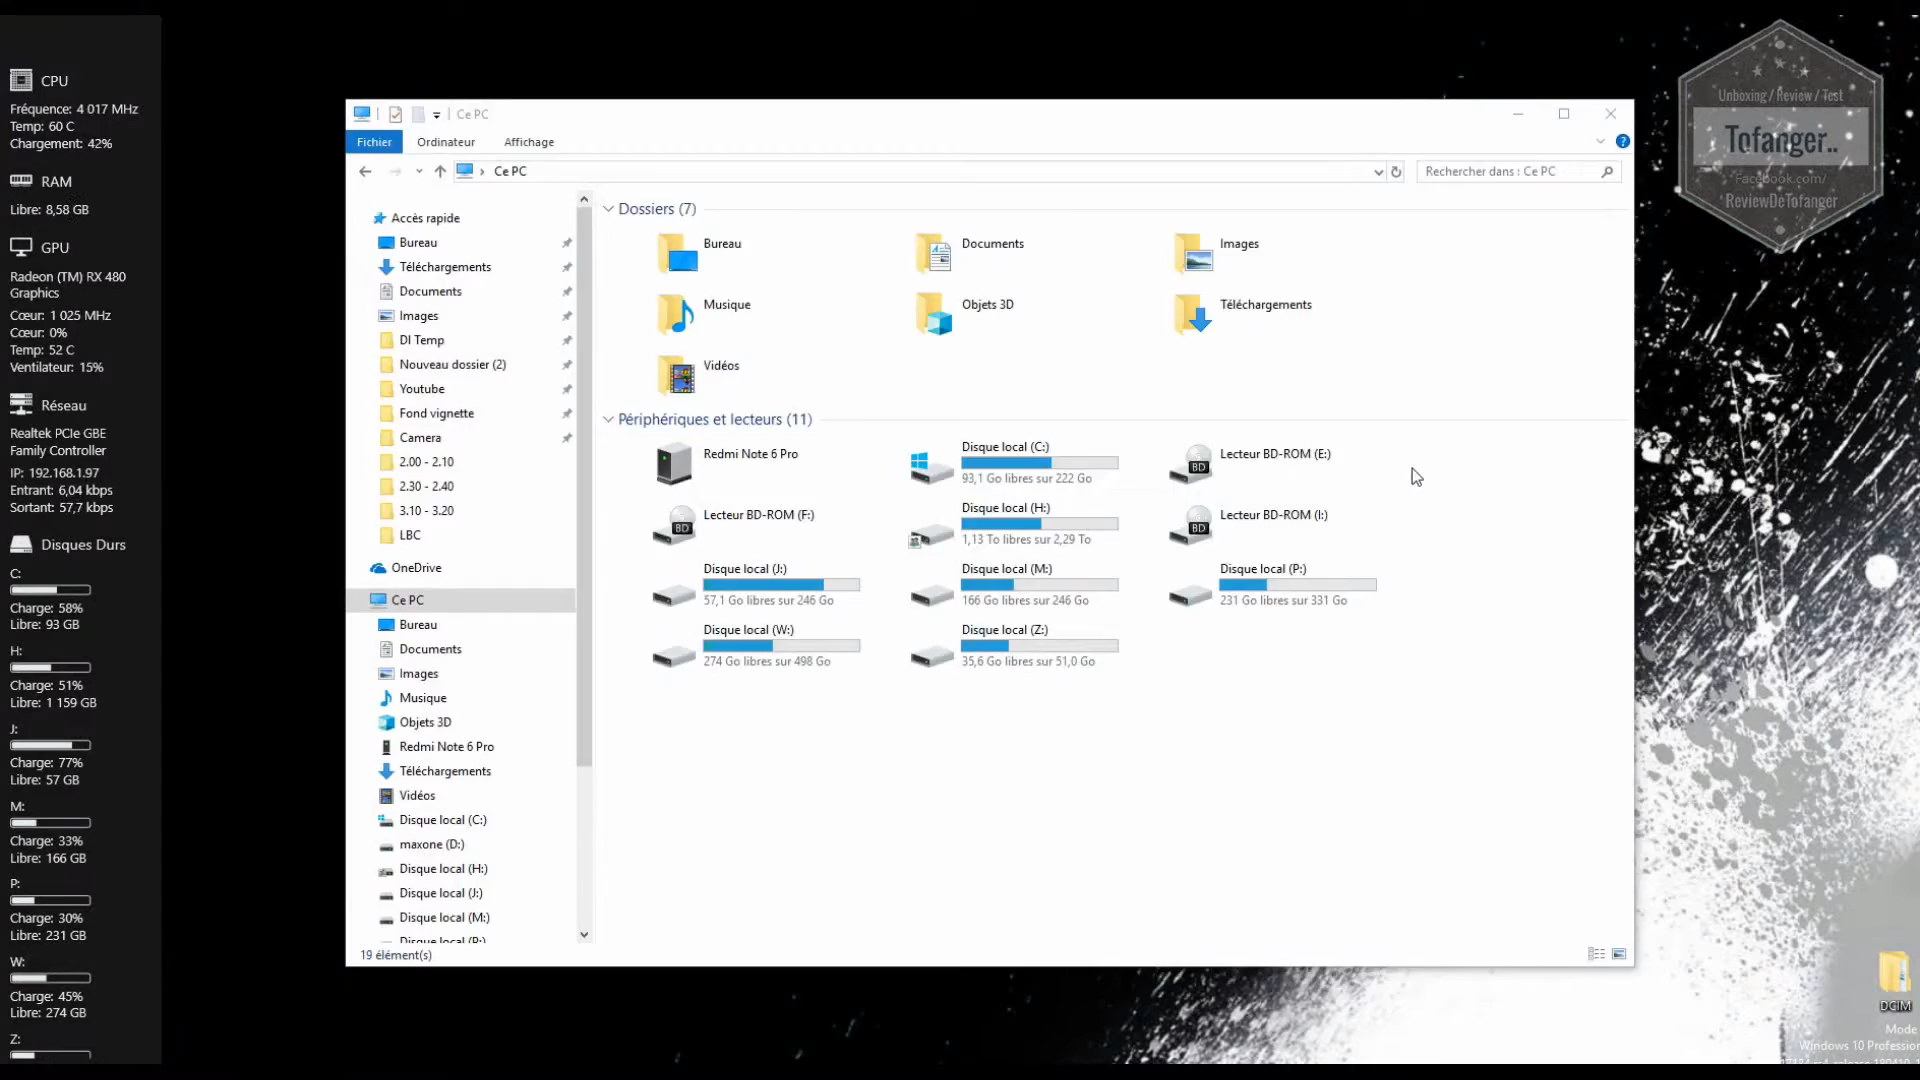 CPU
Fréquence: 4 017 MHz
Temp: 60 C
Chargement: 42%
RAM
Libre: 8,58 GB
GPU
Radeon (TM) RX 480
Graphics
Cœur: 1 025 MHz
Cœur: 0%
Temp: 52 C
Ventilateur: 15%
Réseau
Realtek PCIe GBE
Family Controller
IP: 192.168.1.97
Entrant: 6,04 kbps
Sortant: 57,7 kbps
Disques Durs
C:
Charge: 58%
Libre: 93 GB
H:
Charge: 51%
Libre: 1 159 GB
J:
Charge: 77%
Libre: 57 GB
M:
Charge: 33%
Libre: 166 GB
P:
Charge: 30%
Libre: 231 GB
W:
Charge: 45%
Libre: 274 GB
Z:
Ce PC
Fichier
Ordinateur
Affichage
Ce PC
Rechercher dans : Ce PC
Accès rapide
Bureau
Téléchargements
Documents
Images
DI Temp
Nouveau dossier (2)
Youtube
Fond vignette
Camera
2.00 - 2.10
2.30 - 2.40
3.10 - 3.20
LBC
OneDrive
Ce PC
Bureau
Documents
Images
Musique
Objets 3D
Redmi Note 6 Pro
Téléchargements
Vidéos
Disque local (C:)
maxone (D:)
Disque local (H:)
Disque local (J:)
Disque local (M:)
Disque local (P:)
19 élément(s)
Dossiers (7)
Bureau
Documents
Images
Musique
Objets 3D
Téléchargements
Vidéos
Périphériques et lecteurs (11)
Redmi Note 6 Pro
Disque local (C:)
93,1 Go libres sur 222 Go
Lecteur BD-ROM (E:)
Lecteur BD-ROM (F:)
Disque local (H:)
1,13 To libres sur 2,29 To
Lecteur BD-ROM (I:)
Disque local (J:)
57,1 Go libres sur 246 Go
Disque local (M:)
166 Go libres sur 246 Go
Disque local (P:)
231 Go libres sur 331 Go
Disque local (W:)
274 Go libres sur 498 Go
Disque local (Z:)
35,6 Go libres sur 51,0 Go
Unboxing / Review / Test
Tofanger..
Facebook.com/
ReviewDeTofanger
DCIM
Mode
Windows 10 Profession